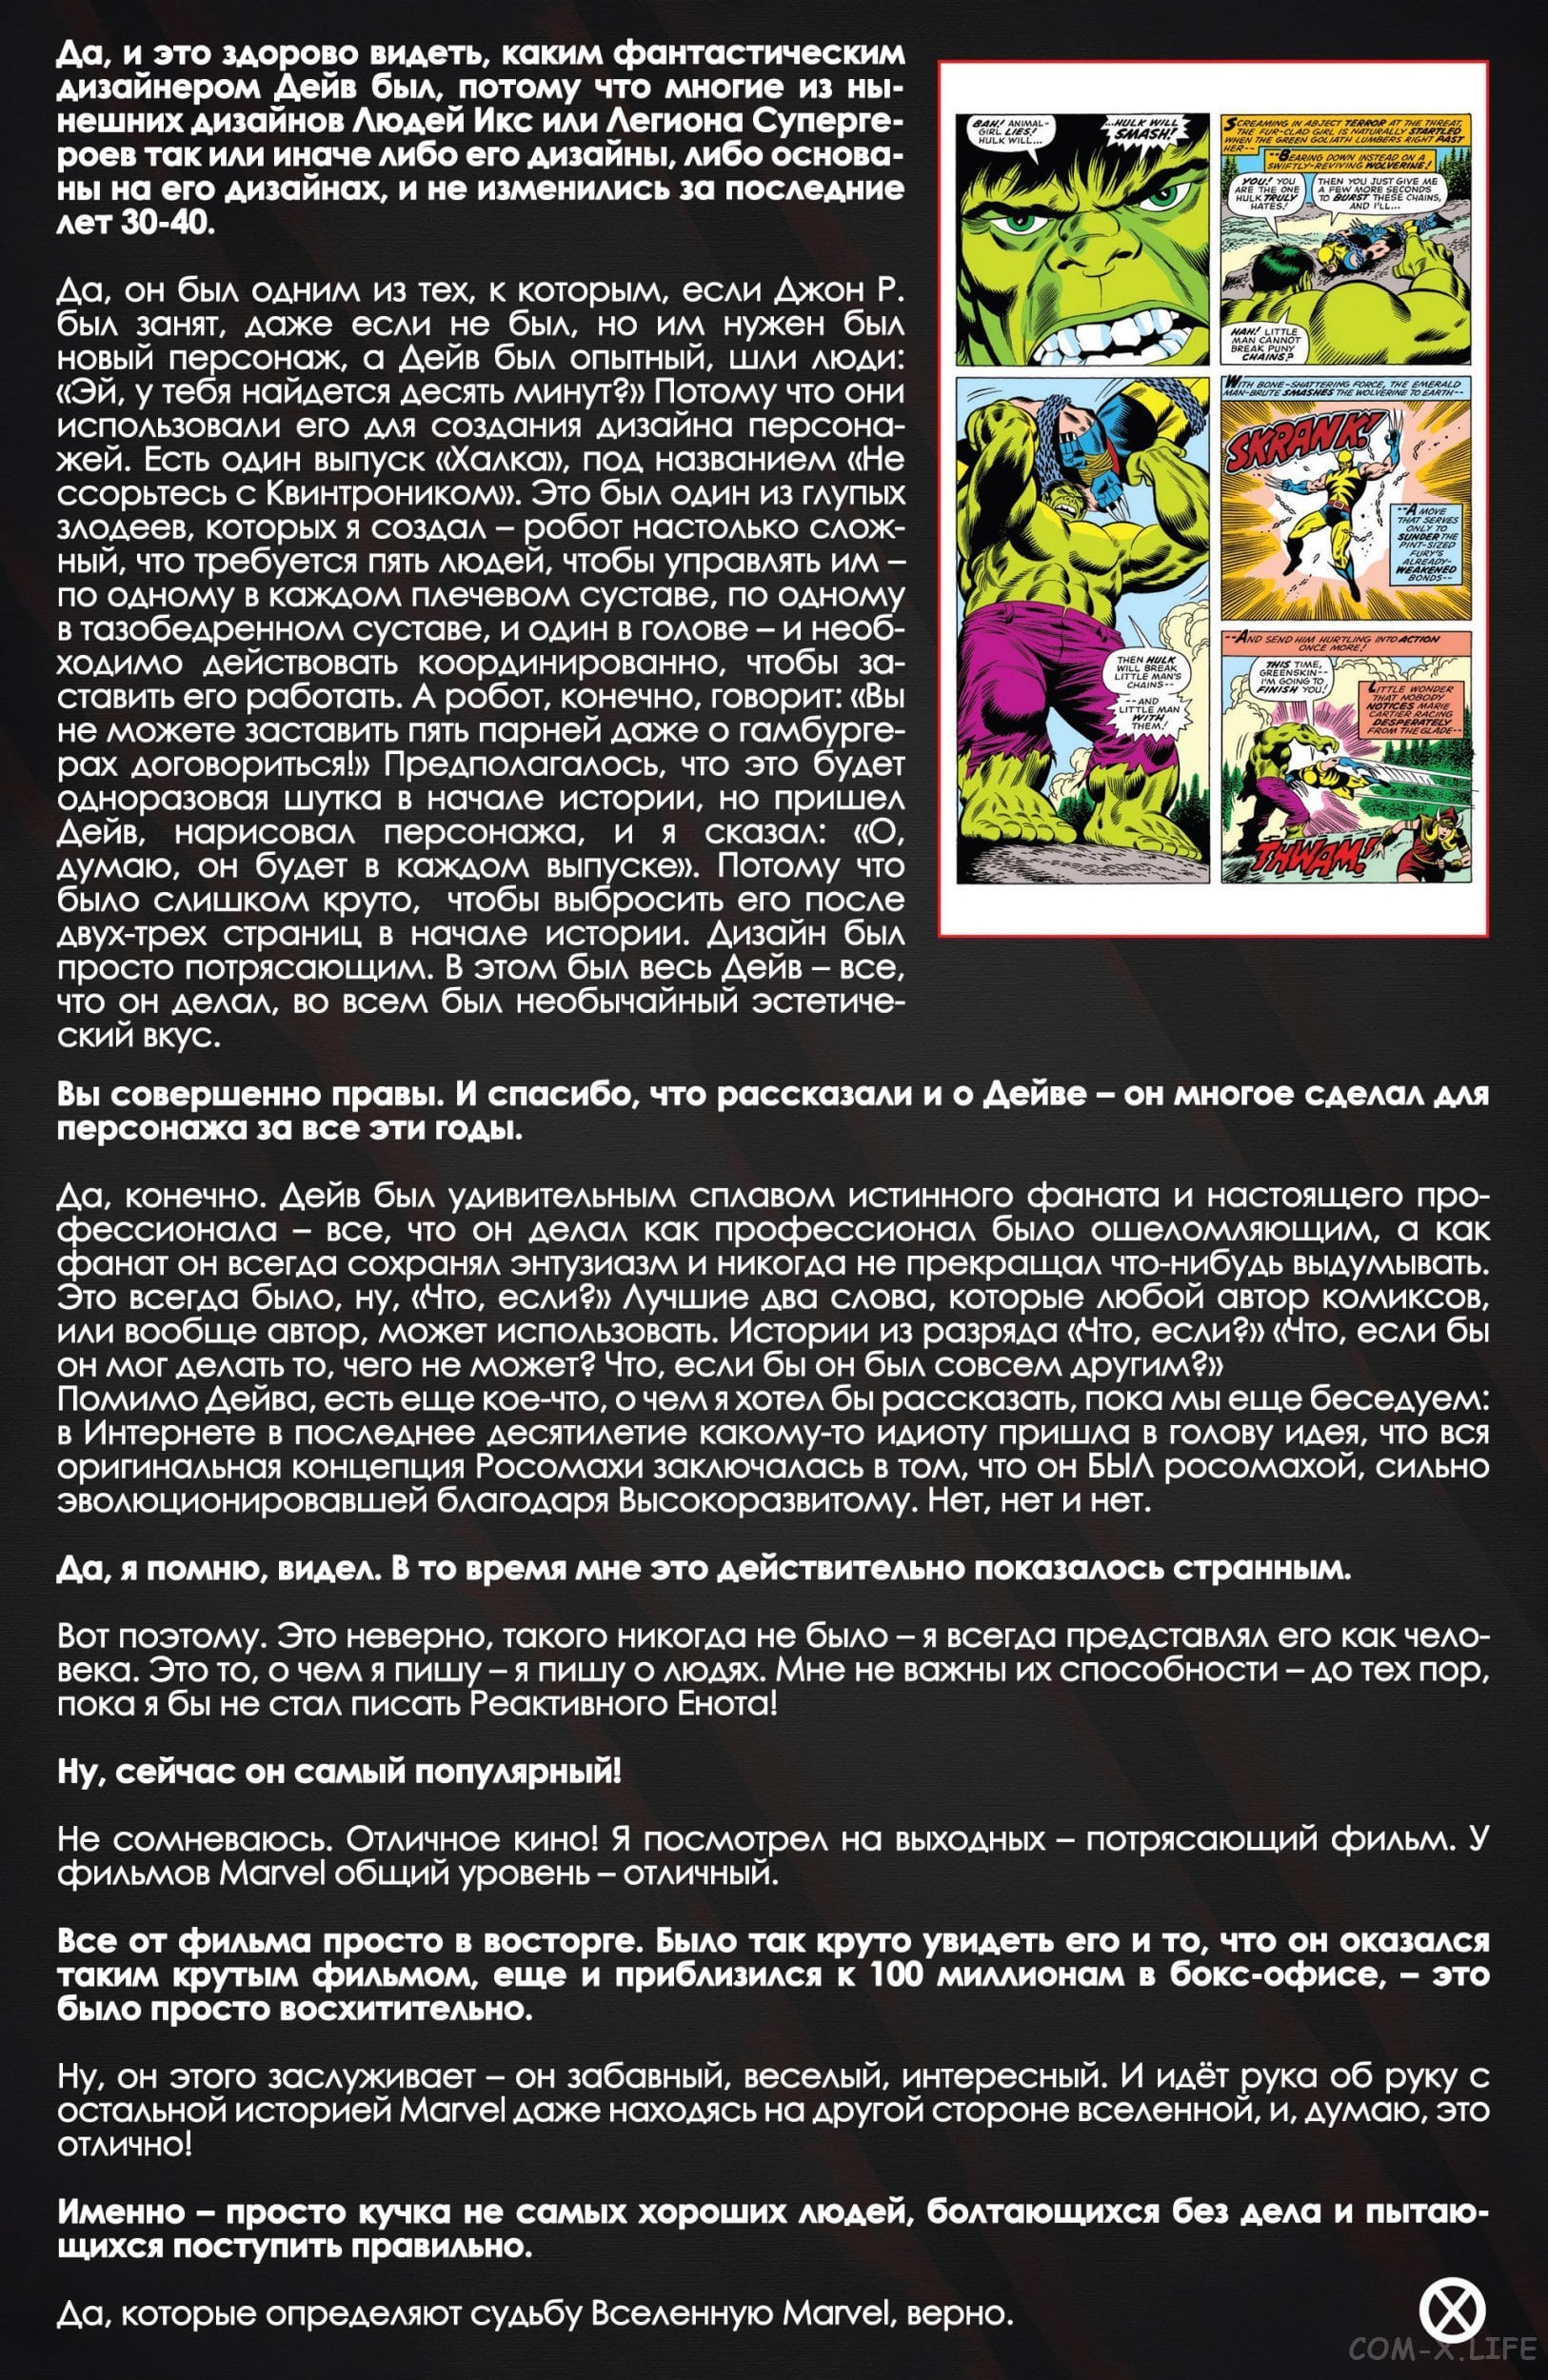 Да, и это здорово видеть, каким фантастическим
дизайнером Дейв был, потому что многие из ны-
нешних дизайнов Людей Икс или Легиона Суперге-
роев так или иначе либо его дизайны, либо основа-
ны на его дизайнах, и не изменились за последние
лет 30-40.
Да, он был одним из тех, к которым, если Джон Р.
был занят, даже если не был, но им нужен был
новый персонаж, а Дейв был опытный, шли люди:
«Эй, у тебя найдется десять минут?» Потому что они
использовали его для создания дизайна персона-
жей. Есть один выпуск «Халка», под названием «Не
ссорьтесь с Квинтроником». Это был один из глупых
злодеев, которых я создал – робот настолько слож-
ный, что требуется пять людей, чтобы управлять им –
по одному в каждом плечевом суставе, по одному
в тазобедренном суставе, и один в голове – и необ-
ходимо действовать координированно, чтобы за-
ставить его работать. А робот, конечно, говорит: «Вы
не можете заставить пять парней даже о гамбурге-
рах договориться!» Предполагалось, что это будет
одноразовая шутка в начале истории, но пришел
Дейв, нарисовал персонажа, и я сказал: «О,
думаю, он будет в каждом выпуске». Потому что
было слишком круто, чтобы выбросить его после
двух-трех страниц в начале истории. Дизайн был
просто потрясающим. В этом был весь Дейв – все,
что он делал, во всем был необычайный эстетиче-
ский вкус.
BAH! ANIMAL-
GIRL LIES!
HULK WILL...
...HULK WILL
SMASH!
SCREAMING IN ABJECT TERROR AT THE THREAT,
THE FUR-CLAD GIRL IS NATURALLY STARTLED
WHEN THE GREEN GOLIATH LUMBERS RIGHT PAST
HER--
--BEARING DOWN INSTEAD ON A
SWIFTLY-REVIVING WOLVERINE!
YOU! YOU
ARE THE ONE
HULK TRULY
HATES!
THEN YOU JUST GIVE ME
A FEW MORE SECONDS
TO BURST THESE CHAINS,
AND I'LL...
HAH! LITTLE
MAN CANNOT
BREAK PUNY
CHAINS?
THEN HULK
WILL BREAK
LITTLE MAN'S
CHAINS--
--AND
LITTLE MAN
WITH
THEM!
WITH BONE-SHATTERING FORCE, THE EMERALD
MAN-BRUTE SMASHES THE WOLVERINE TO EARTH--
SKRANK!
--A MOVE
THAT SERVES
ONLY TO
SUNDER THE
PINT-SIZED
FURY'S
ALREADY-
WEAKENED
BONDS--
--AND SEND HIM HURTLING INTO ACTION
ONCE MORE!
THIS TIME,
GREENSKIN--
I'M GOING TO
FINISH YOU!
LITTLE WONDER
THAT NOBODY
NOTICES MARIE
CARTIER RACING
DESPERATELY
FROM THE GLADE--
THWAM!
Вы совершенно правы. И спасибо, что рассказали и о Дейве – он многое сделал для
персонажа за все эти годы.
Да, конечно. Дейв был удивительным сплавом истинного фаната и настоящего про-
фессионала – все, что он делал как профессионал было ошеломляющим, а как
фанат он всегда сохранял энтузиазм и никогда не прекращал что-нибудь выдумывать.
Это всегда было, ну, «Что, если?» Лучшие два слова, которые любой автор комиксов,
или вообще автор, может использовать. Истории из разряда «Что, если?» «Что, если бы
он мог делать то, чего не может? Что, если бы он был совсем другим?»
Помимо Дейва, есть еще кое-что, о чем я хотел бы рассказать, пока мы еще беседуем:
в Интернете в последнее десятилетие какому-то идиоту пришла в голову идея, что вся
оригинальная концепция Росомахи заключалась в том, что он БЫЛ росомахой, сильно
эволюционировавшей благодаря Высокоразвитому. Нет, нет и нет.
Да, я помню, видел. В то время мне это действительно показалось странным.
Вот поэтому. Это неверно, такого никогда не было – я всегда представлял его как чело-
века. Это то, о чем я пишу – я пишу о людях. Мне не важны их способности – до тех пор,
пока я бы не стал писать Реактивного Енота!
Ну, сейчас он самый популярный!
Не сомневаюсь. Отличное кино! Я посмотрел на выходных – потрясающий фильм. У
фильмов Marvel общий уровень – отличный.
Все от фильма просто в восторге. Было так круто увидеть его и то, что он оказался
таким крутым фильмом, еще и приблизился к 100 миллионам в бокс-офисе, – это
было просто восхитительно.
Ну, он этого заслуживает – он забавный, веселый, интересный. И идёт рука об руку с
остальной историей Marvel даже находясь на другой стороне вселенной, и, думаю, это
отлично!
Именно – просто кучка не самых хороших людей, болтающихся без дела и пытаю-
щихся поступить правильно.
Да, которые определяют судьбу Вселенную Marvel, верно.
X
COM-X.LIFE